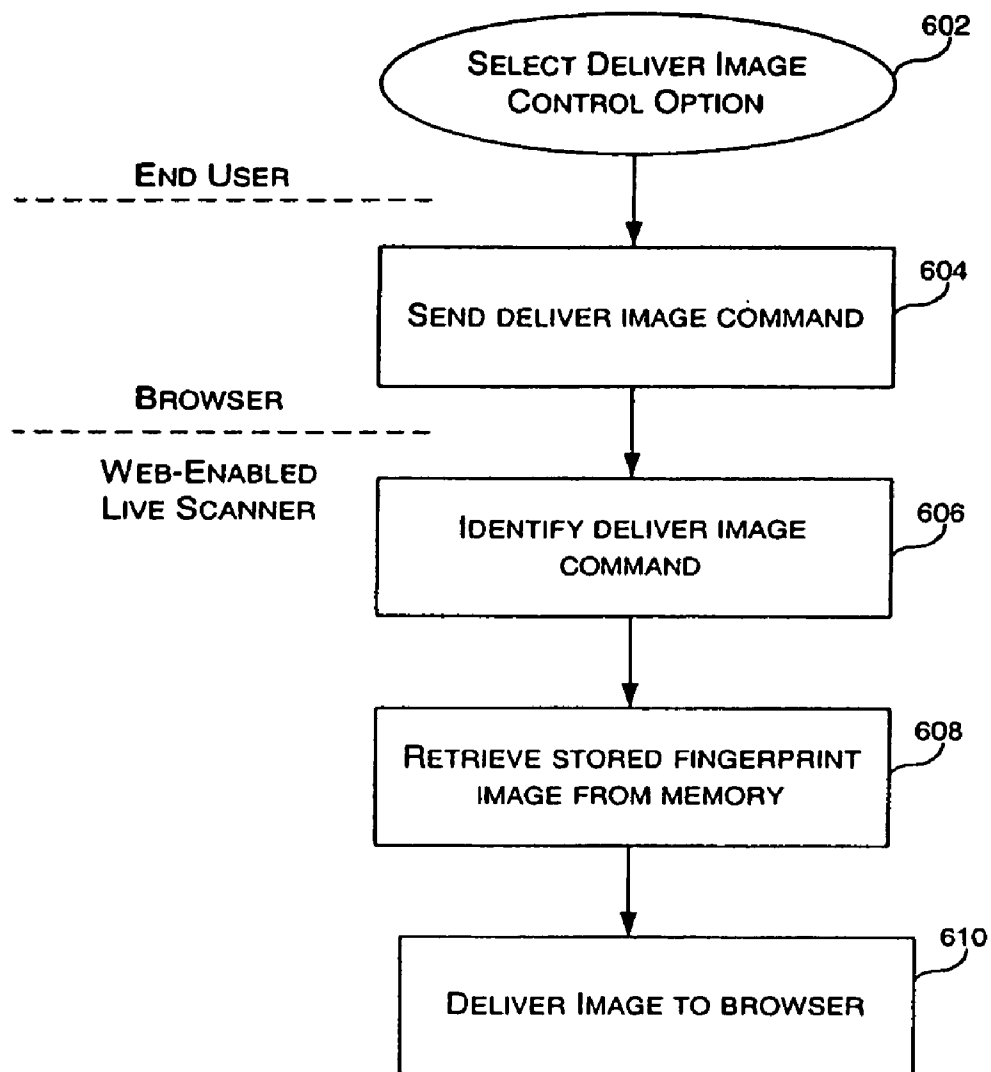 602
SELECT DELIVER IMAGE
CONTROL OPTION
END USER
604
SEND DELIVER IMAGE COMMAND
BROWSER
WEB-ENABLED
LIVE SCANNER
606
IDENTIFY DELIVER IMAGE
COMMAND
608
RETRIEVE STORED FINGERPRINT
IMAGE FROM MEMORY
610
DELIVER IMAGE TO BROWSER